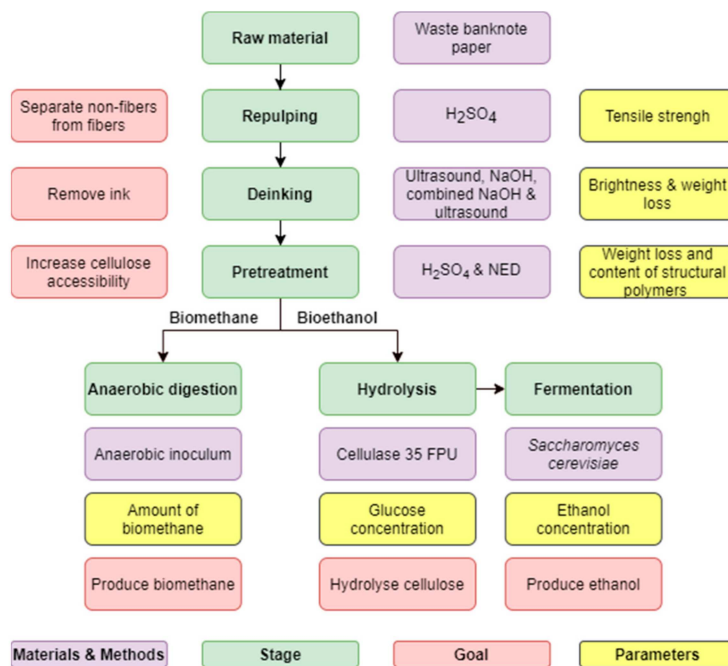 Raw material
Waste banknote
paper
Separate non-fibers
from fibers
Repulping
H₂SO₄
Tensile strengh
Remove ink
Deinking
Ultrasound, NaOH,
combined NaOH &
ultrasound
Brightness & weight
loss
Increase cellulose
accessibility
Pretreatment
H₂SO₄ & NED
Weight loss and
content of structural
polymers
Biomethane
Bioethanol
Anaerobic digestion
Hydrolysis
Fermentation
Anaerobic inoculum
Cellulase 35 FPU
Saccharomyces
cerevisiae
Amount of
biomethane
Glucose
concentration
Ethanol
concentration
Produce biomethane
Hydrolyse cellulose
Produce ethanol
Materials & Methods
Stage
Goal
Parameters